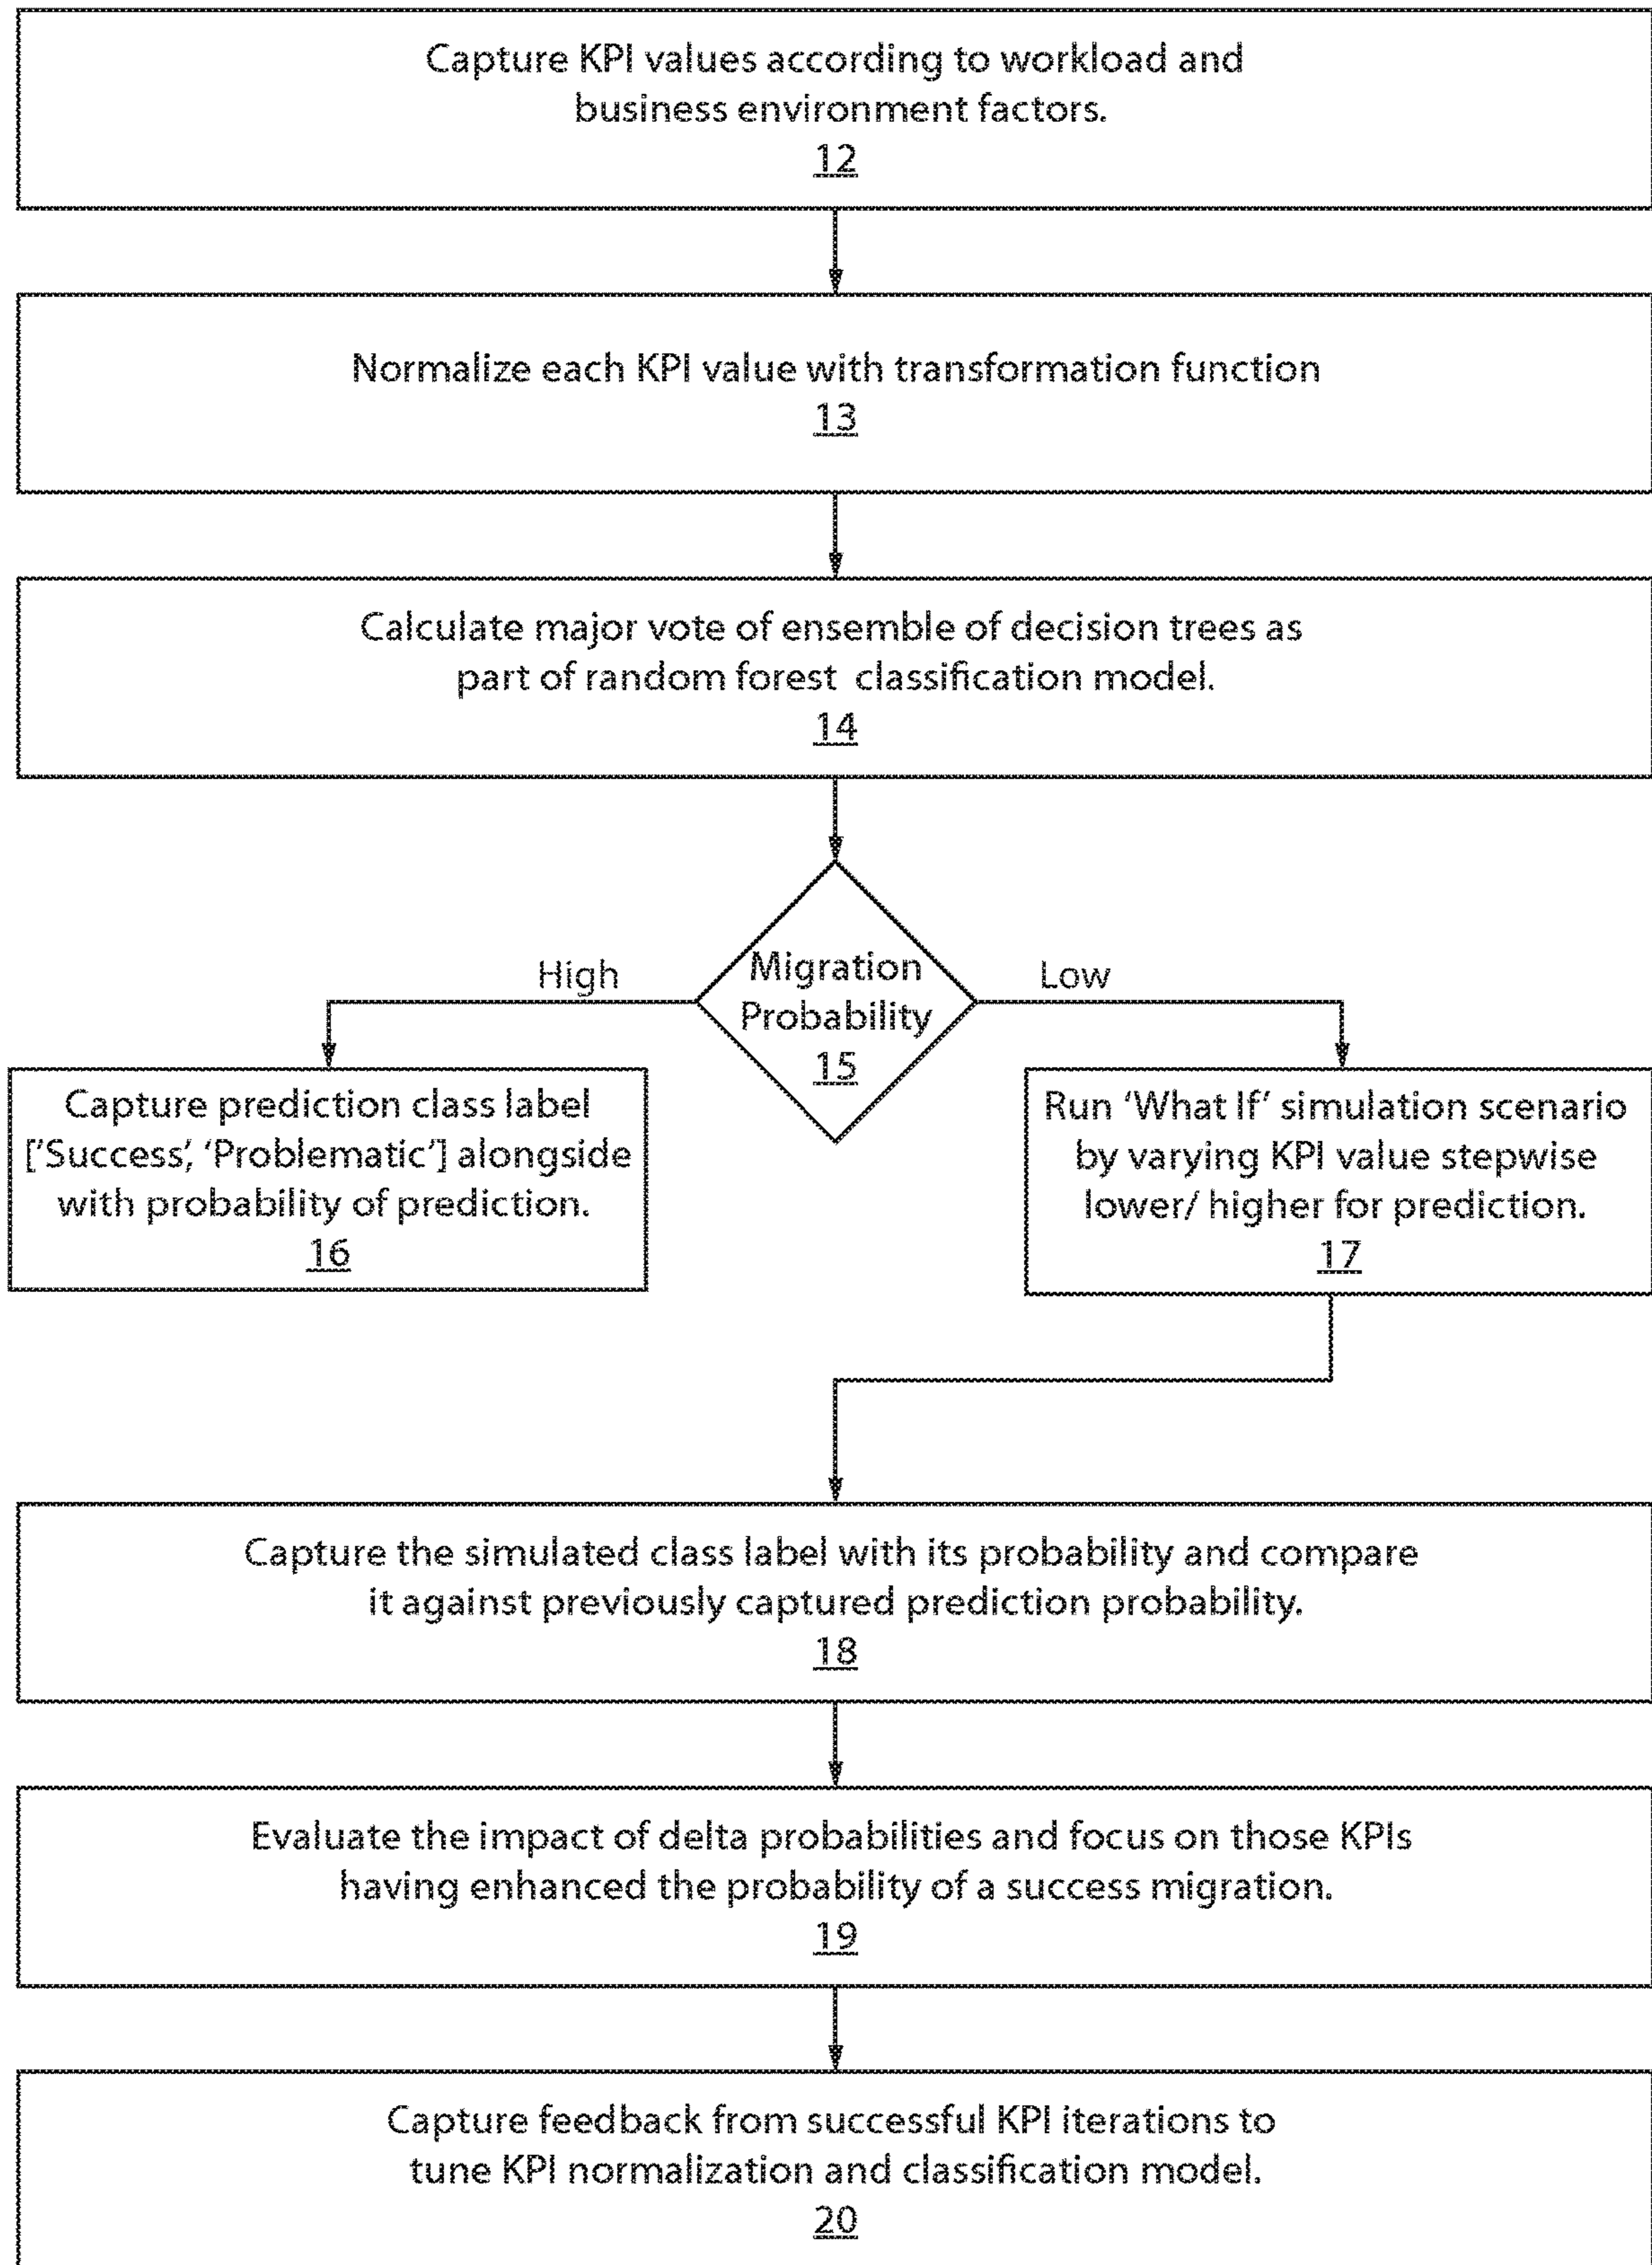 Capture KPI values according to workload and
business environment factors.
12
Normalize each KPI value with transformation function
13
Calculate major vote of ensemble of decision trees as
part of random forest classification model.
14
Migration
Probability
15
High
Low
Capture prediction class label
['Success', 'Problematic'] alongside
with probability of prediction.
16
Run 'What If' simulation scenario
by varying KPI value stepwise
lower/ higher for prediction.
17
Capture the simulated class label with its probability and compare
it against previously captured prediction probability.
18
Evaluate the impact of delta probabilities and focus on those KPIs
having enhanced the probability of a success migration.
19
Capture feedback from successful KPI iterations to
tune KPI normalization and classification model.
20